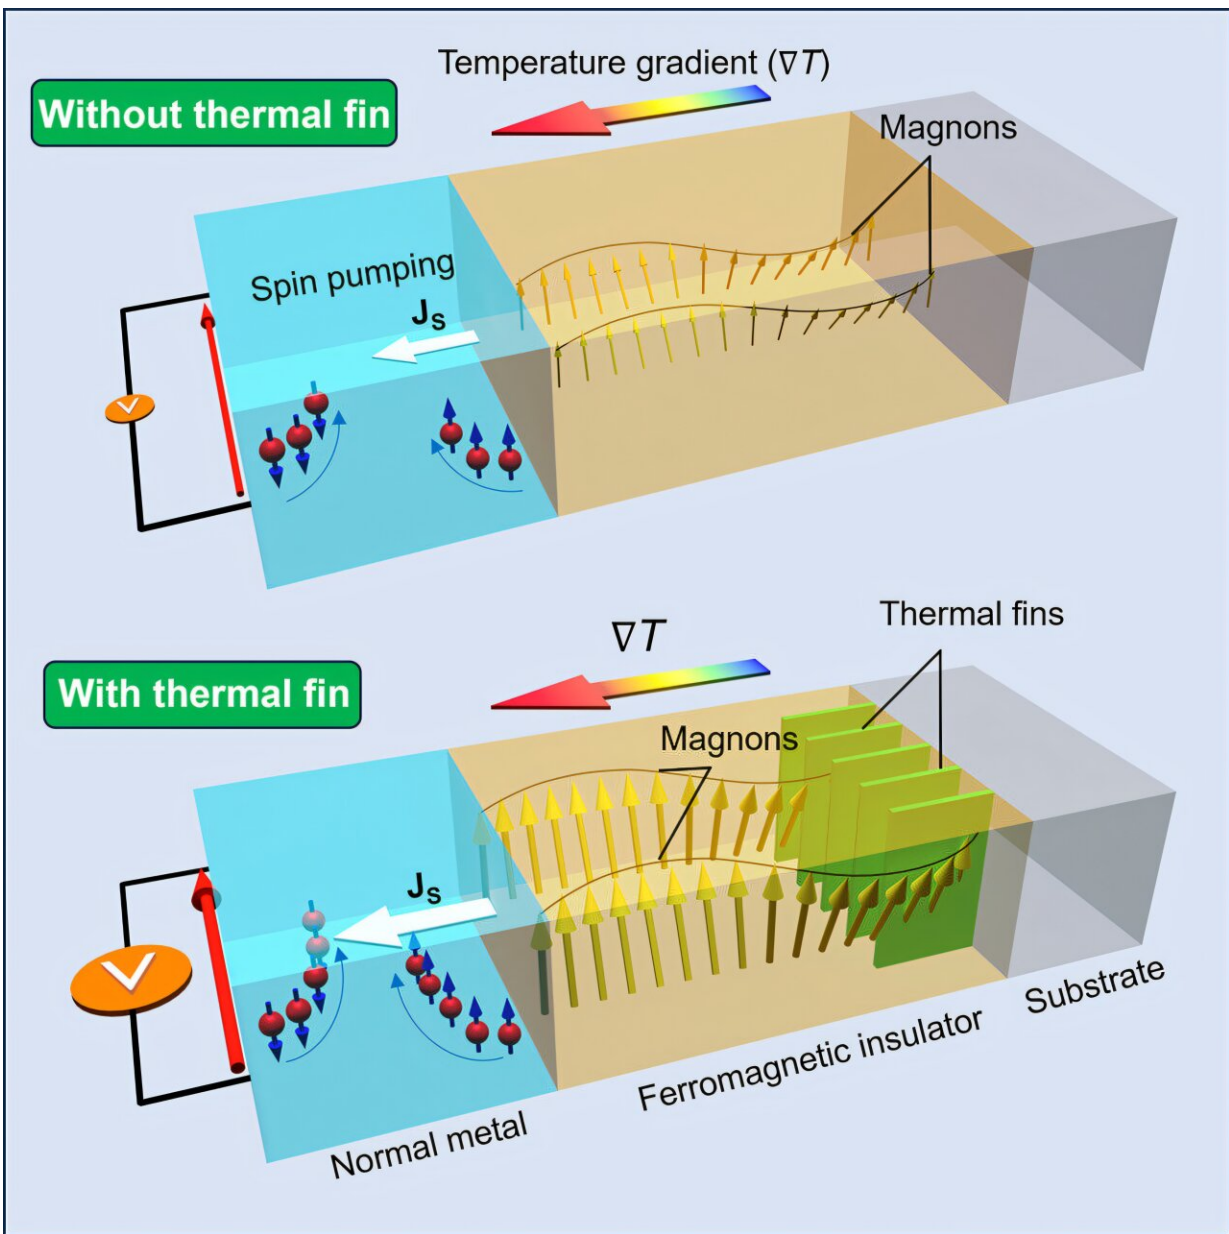 Temperature gradient (∇T)
Without thermal fin
Magnons
Spin pumping
Js
V
Thermal fins
∇T
With thermal fin
Magnons
Js
V
Substrate
Ferromagnetic insulator
Normal metal